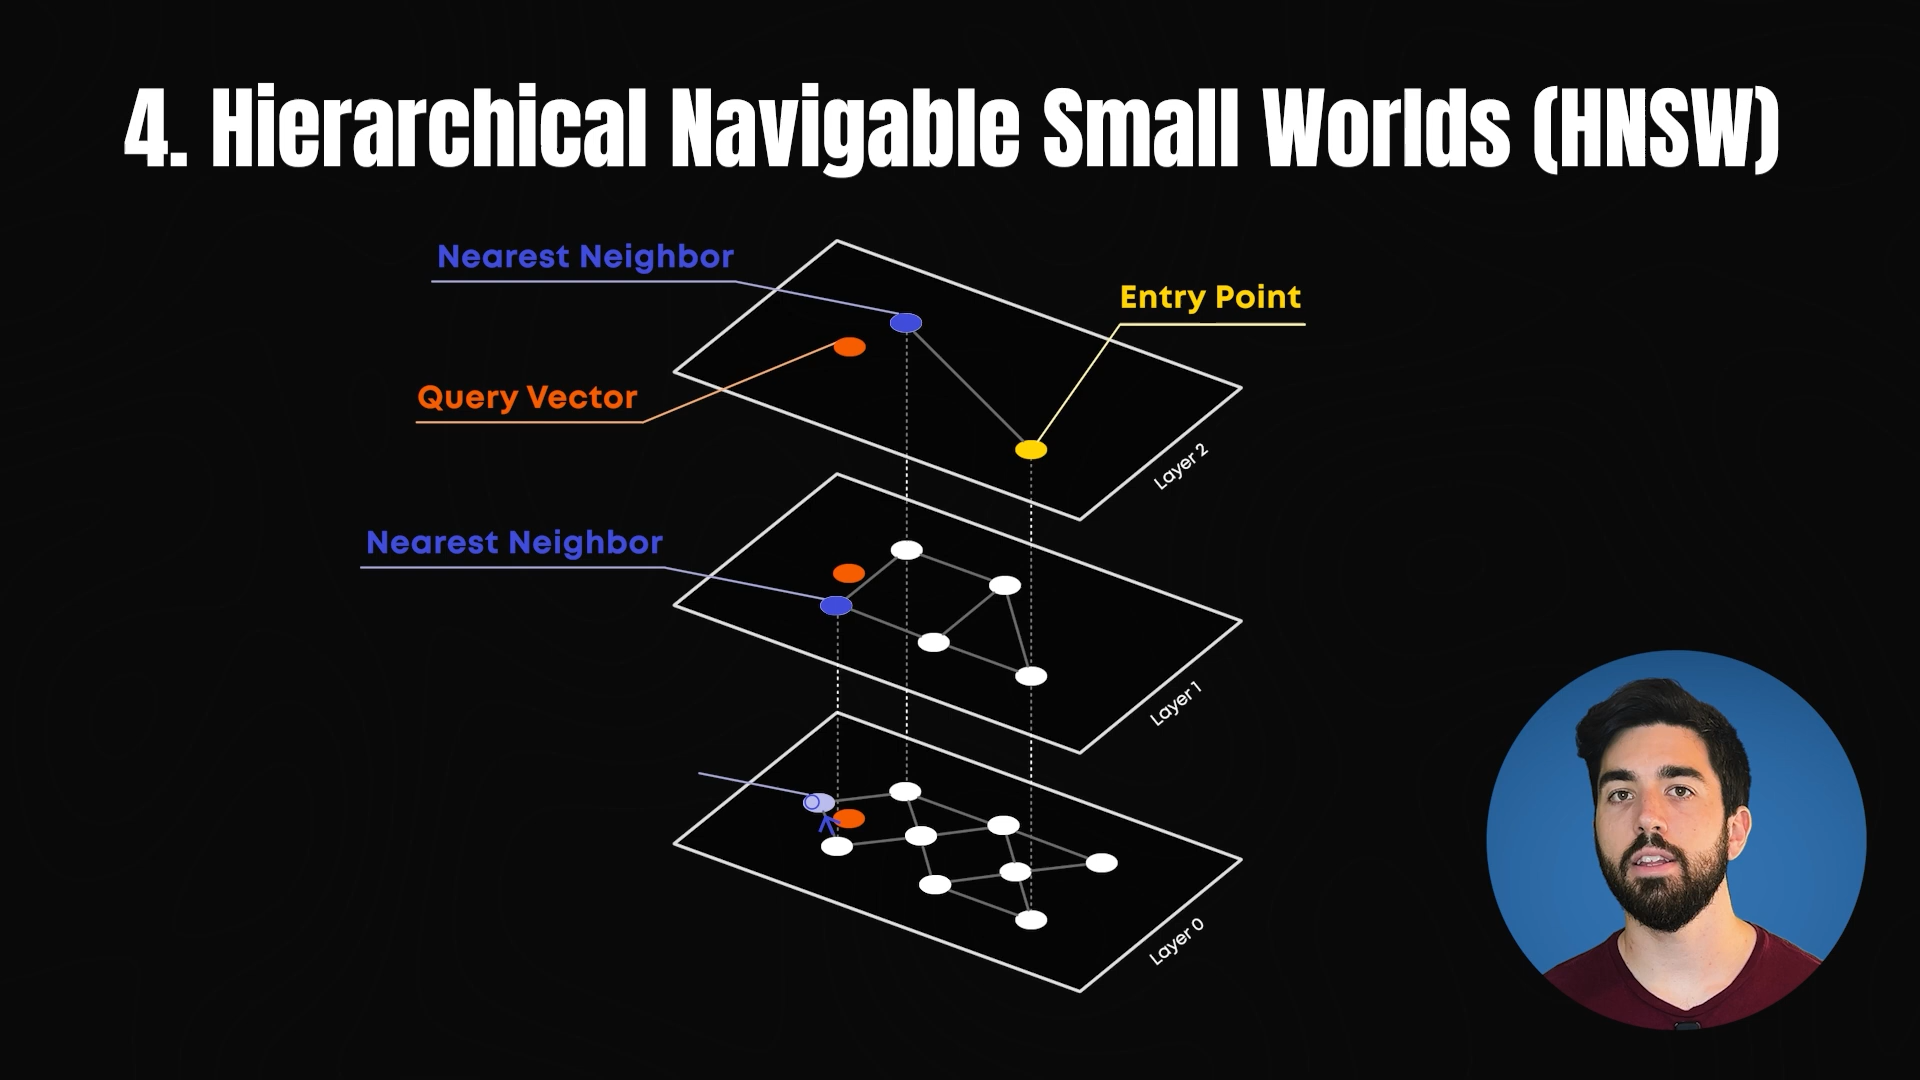 4. Hierarchical Navigable Small Worlds (HNSW)
Nearest Neighbor
Entry Point
Query Vector
Layer 2
Nearest Neighbor
Layer 1
Layer 0